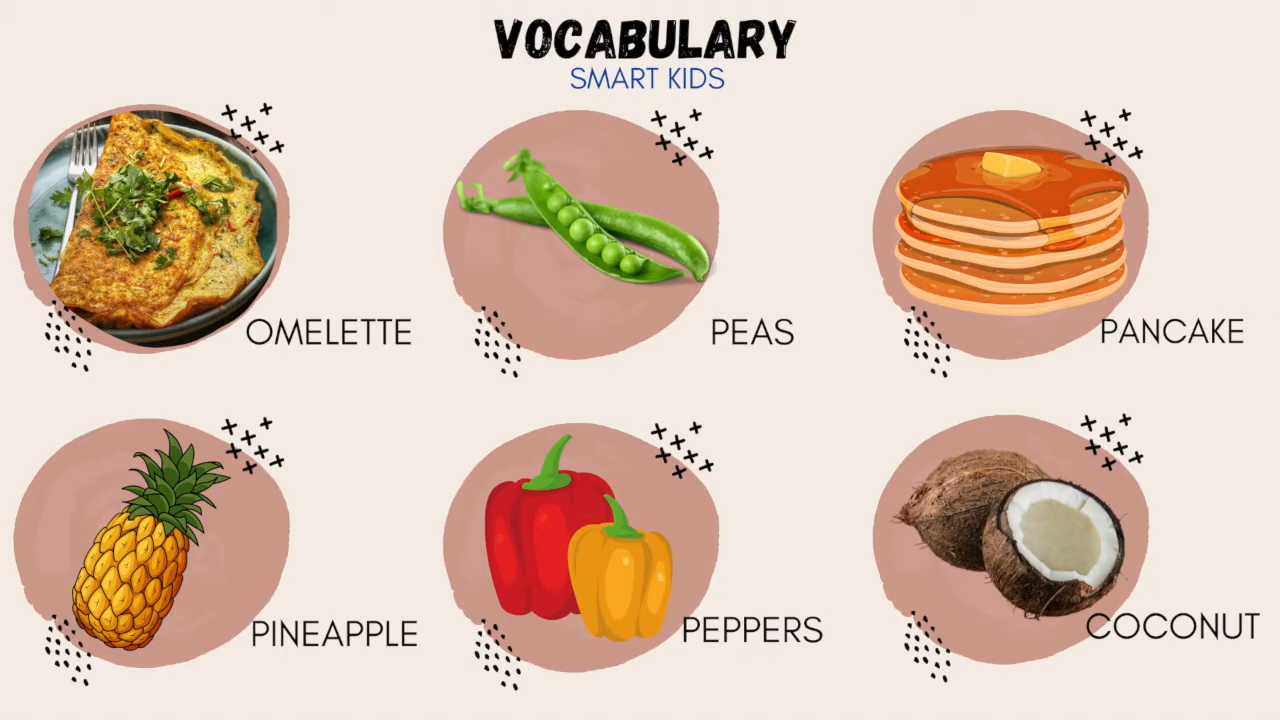 VOCABULARY
SMART KIDS
OMELETTE
PEAS
PANCAKE
PINEAPPLE
PEPPERS
COCONUT